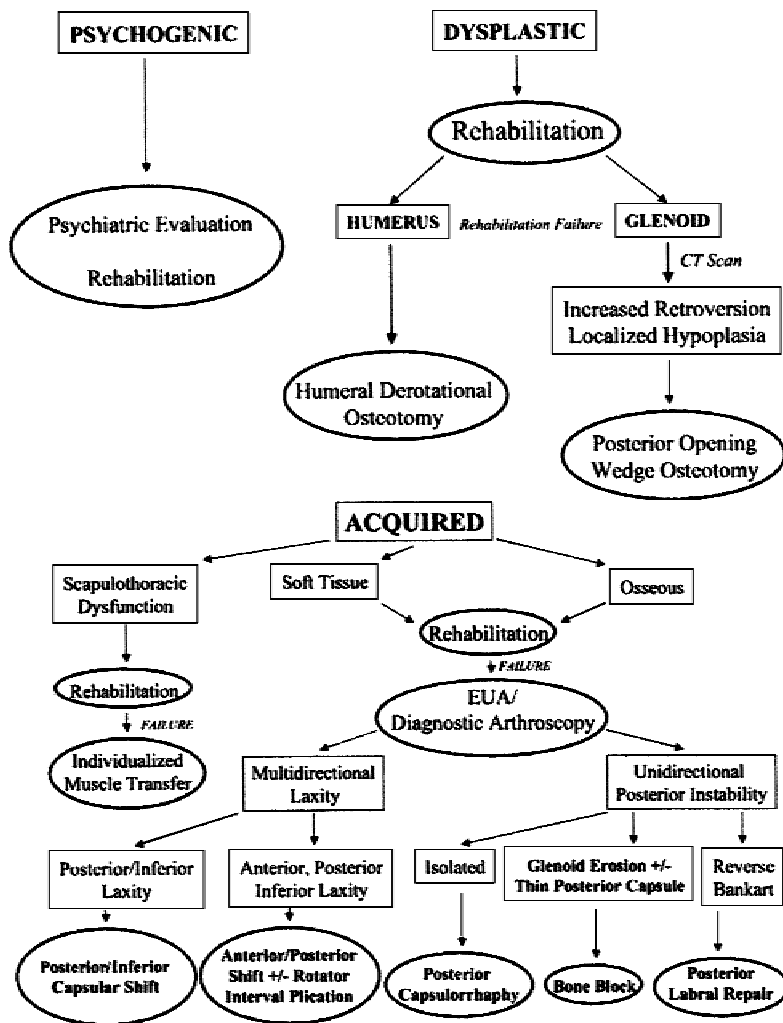 PSYCHOGENIC
DYSPLASTIC
Rehabilitation
Psychiatric Evaluation
Rehabilitation
HUMERUS
Rehabilitation Failure
GLENOID
CT Scan
Increased Retroversion
Localized Hypoplasia
Humeral Derotational
Osteotomy
Posterior Opening
Wedge Osteotomy
ACQUIRED
Scapulothoracic
Dysfunction
Soft Tissue
Osseous
Rehabilitation
FAILURE
Rehabilitation
FAILURE
EUA/
Diagnostic Arthroscopy
Individualized
Muscle Transfer
Multidirectional
Laxity
Unidirectional
Posterior Instability
Posterior/Inferior
Laxity
Anterior, Posterior
Inferior Laxity
Isolated
Glenoid Erosion +/-
Thin Posterior Capsule
Reverse
Bankart
Posterior/Inferior
Capsular Shift
Anterior/Posterior
Shift +/- Rotator
Interval Plication
Posterior
Capsulorrhaphy
Bone Block
Posterior
Labral Repair